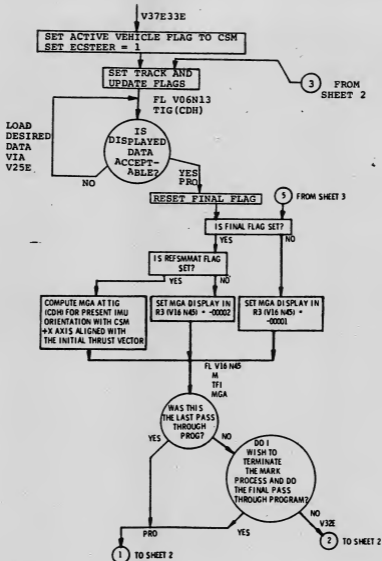 V37E33E
SET ACTIVE VEHICLE FLAG TO CSM
SET ECSTEER = 1
SET TRACK AND
UPDATE FLAGS
3
FROM
SHEET 2
FL V06N13
TIG(CDH)
LOAD
DESIRED
DATA
VIA
V25E
IS
DISPLAYED
DATA
ACCEPT-
ABLE?
NO
YES
PRO
RESET FINAL FLAG
5
FROM SHEET 3
IS FINAL FLAG SET?
YES
NO
IS REFSMMAT FLAG
SET?
YES
NO
COMPUTE MGA AT TIG
(CDH) FOR PRESENT IMU
ORIENTATION WITH CSM
+X AXIS ALIGNED WITH
THE INITIAL THRUST VECTOR
SET MGA DISPLAY IN
R3 (V16 N45) = -00002
SET MGA DISPLAY IN
R3 (V16 N45) = -00001
FL V16 N45
M
TFI
MGA
WAS THIS
THE LAST PASS
THROUGH
PROG?
YES
NO
DO I
WISH TO
TERMINATE
THE MARK
PROCESS AND DO
THE FINAL PASS
THROUGH PROGRAM?
PRO
YES
NO
V32E
1
TO SHEET 2
2
TO SHEET 2